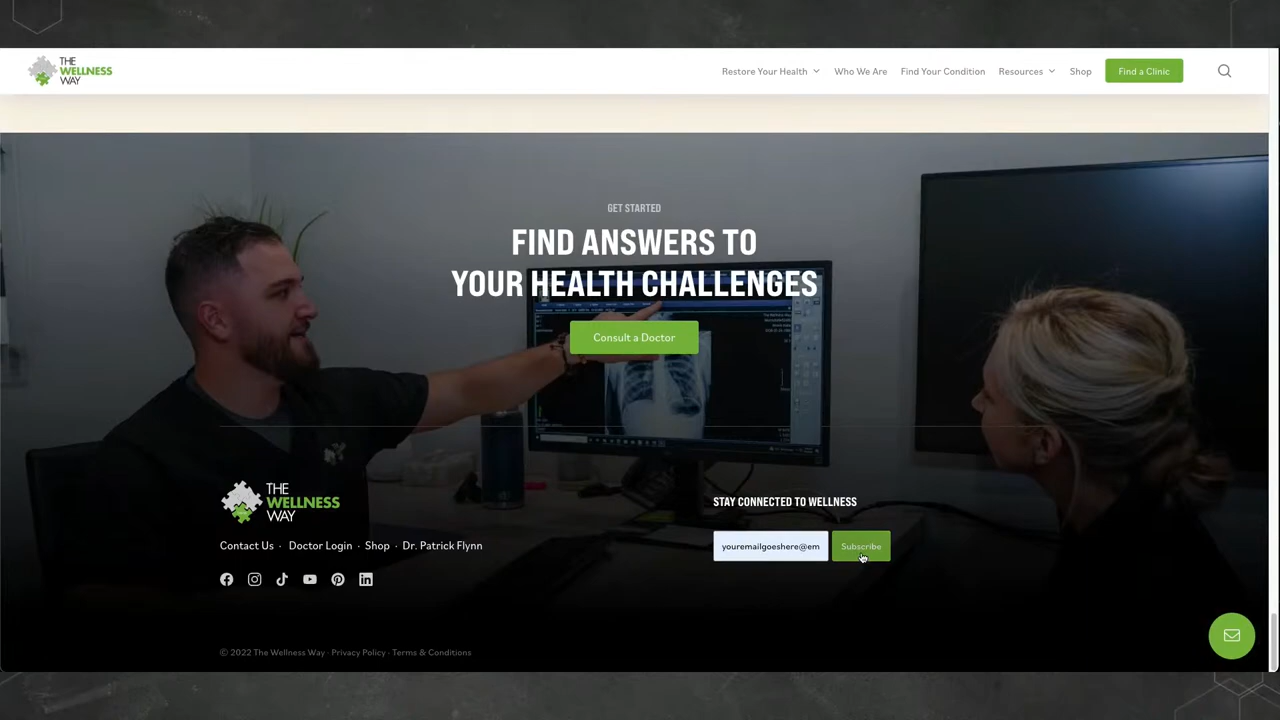 THE
WELLNESS
WAY
Restore Your Health
Who We Are
Find Your Condition
Resources
Shop
Find a Clinic
GET STARTED
FIND ANSWERS TO
YOUR HEALTH CHALLENGES
Consult a Doctor
THE
WELLNESS
WAY
Contact Us · Doctor Login · Shop · Dr. Patrick Flynn
STAY CONNECTED TO WELLNESS
youremailgoeshere@em
Subscribe
© 2022 The Wellness Way · Privacy Policy · Terms & Conditions